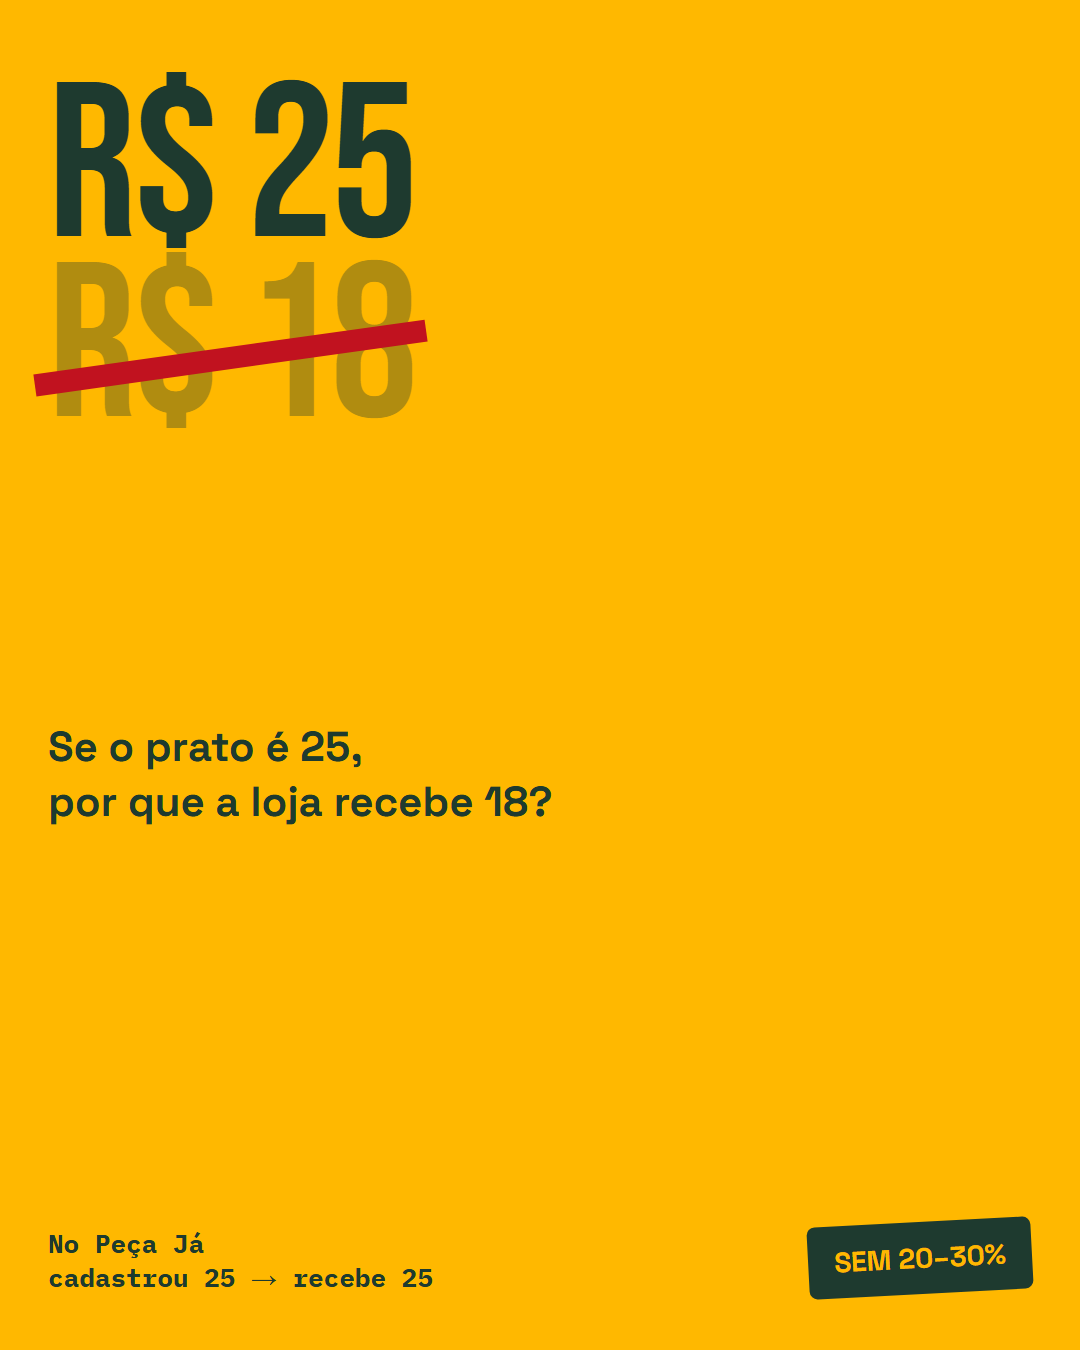 R$ 25
R$ 18
Se o prato é 25,
por que a loja recebe 18?
No Peça Já
cadastrou 25 → recebe 25
SEM 20–30%